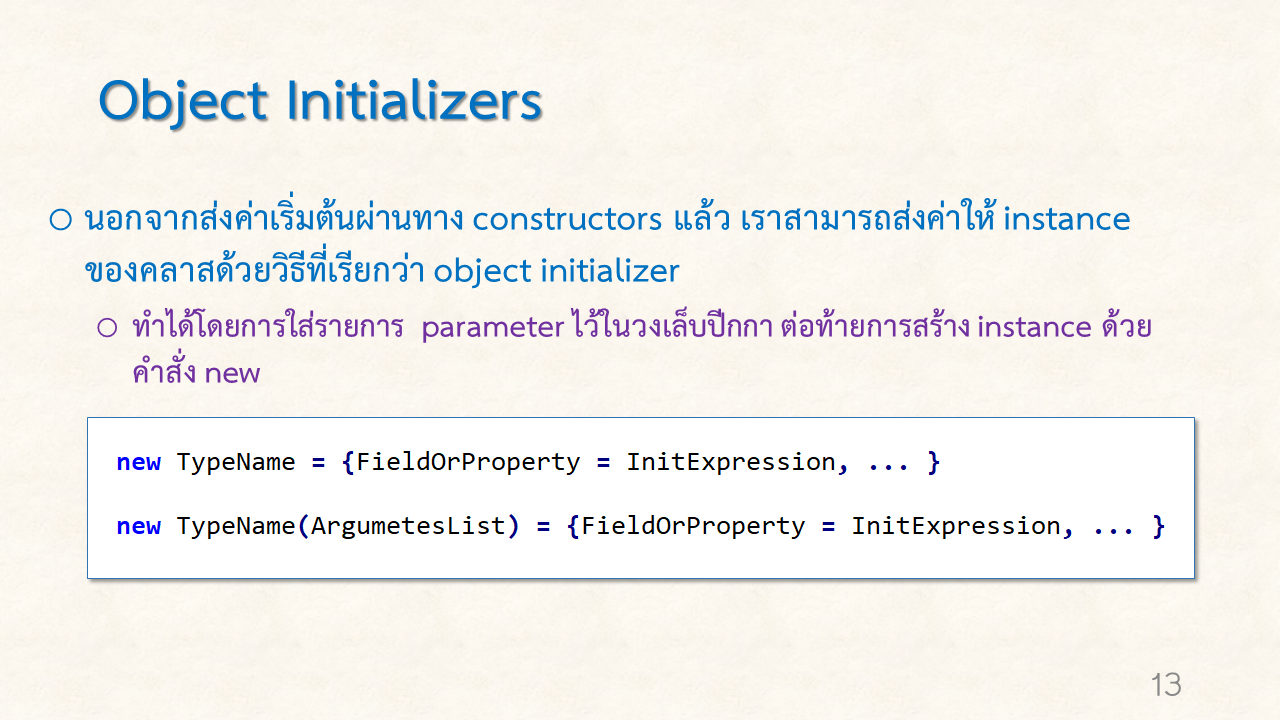 Object Initializers
นอกจากส่งค่าเริ่มต้นผ่านทาง constructors แล้ว เราสามารถส่งค่าให้ instance
ของคลาสด้วยวิธีที่เรียกว่า object initializer
ทำได้โดยการใส่รายการ parameter ไว้ในวงเล็บปีกกา ต่อท้ายการสร้าง instance ด้วย
คำสั่ง new
new TypeName = {FieldOrProperty = InitExpression, ... }
new TypeName(ArgumetesList) = {FieldOrProperty = InitExpression, ... }
13